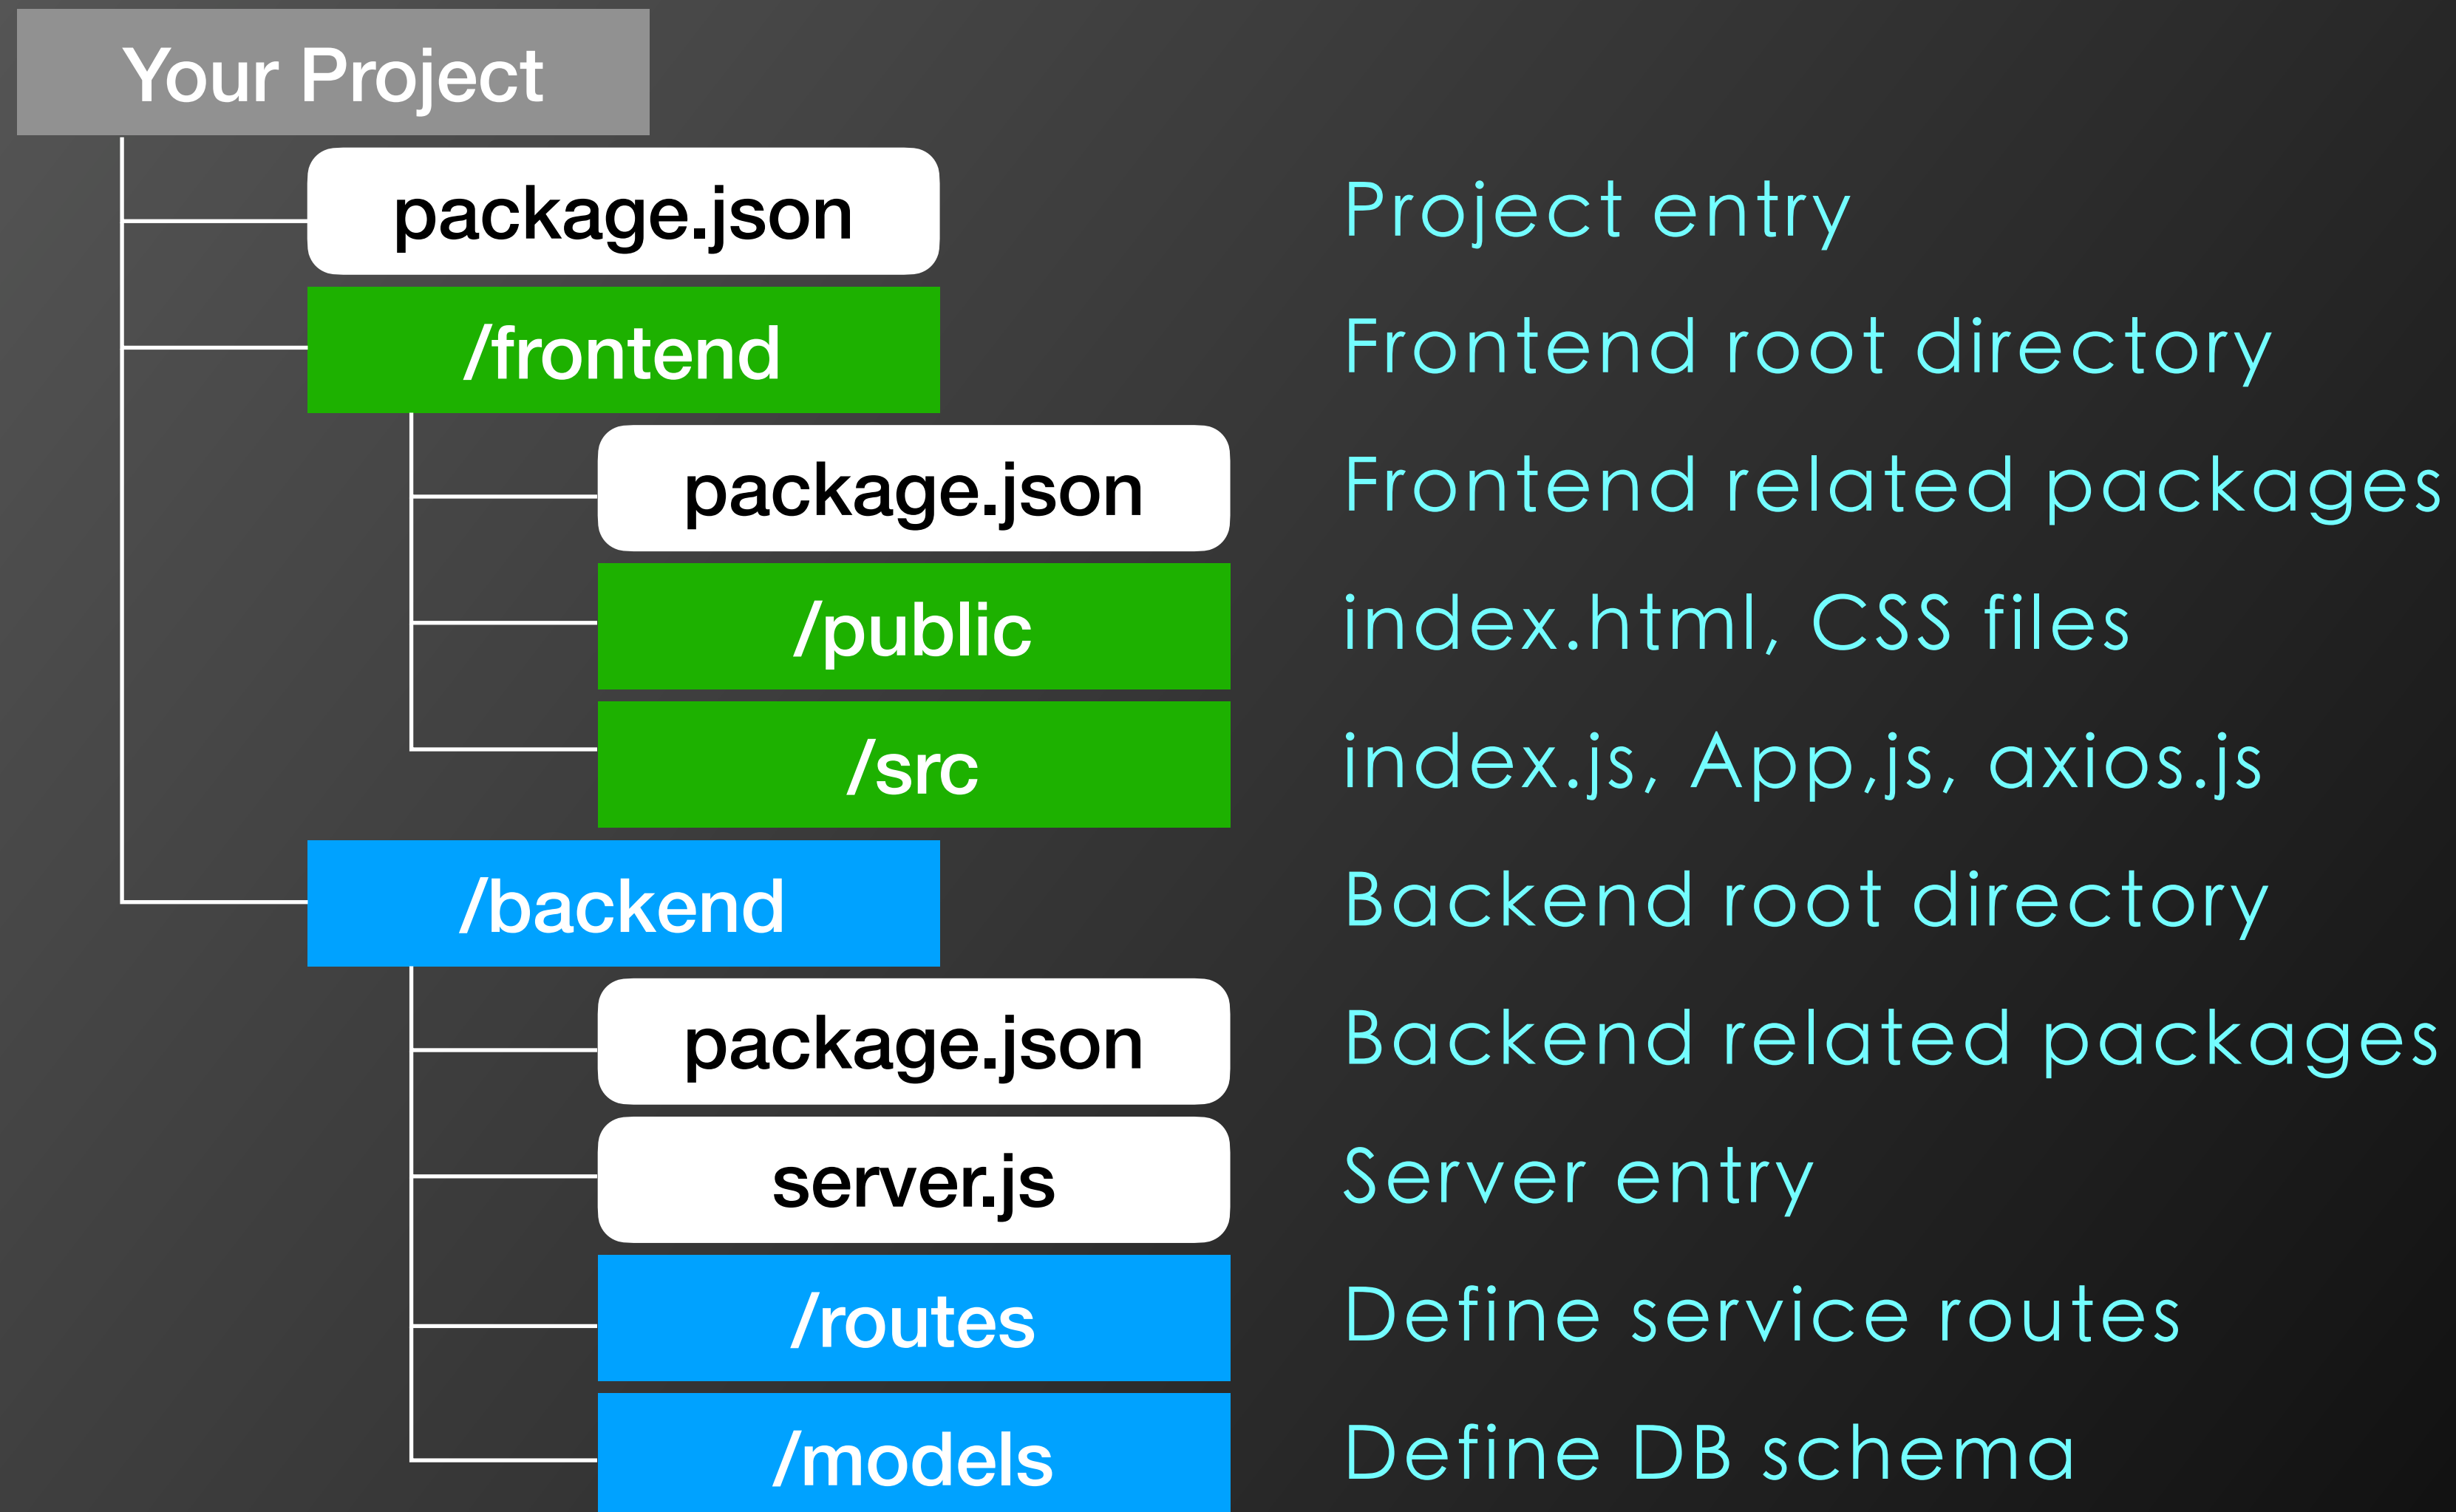 Your Project
package.json Project entry
/frontend Frontend root directory
package.json Frontend related packages
/public index.html, CSS files
/src index.js, App,js, axios.js
/backend Backend root directory
package.json Backend related packages
server.js Server entry
/routes Define service routes
/models Define DB schema